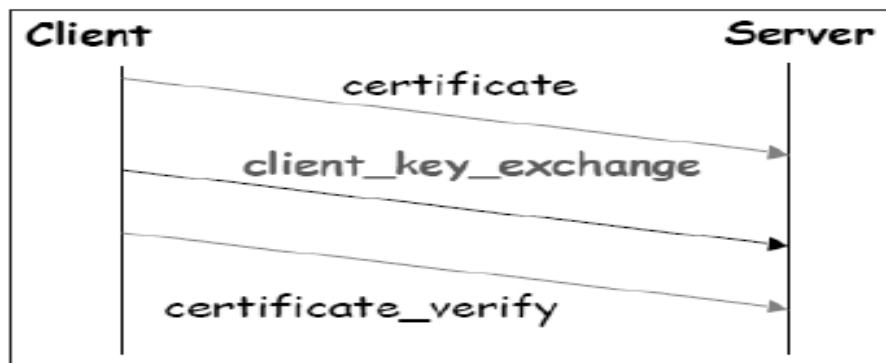 Client Server
certificate
client_key_exchange
certificate_verify